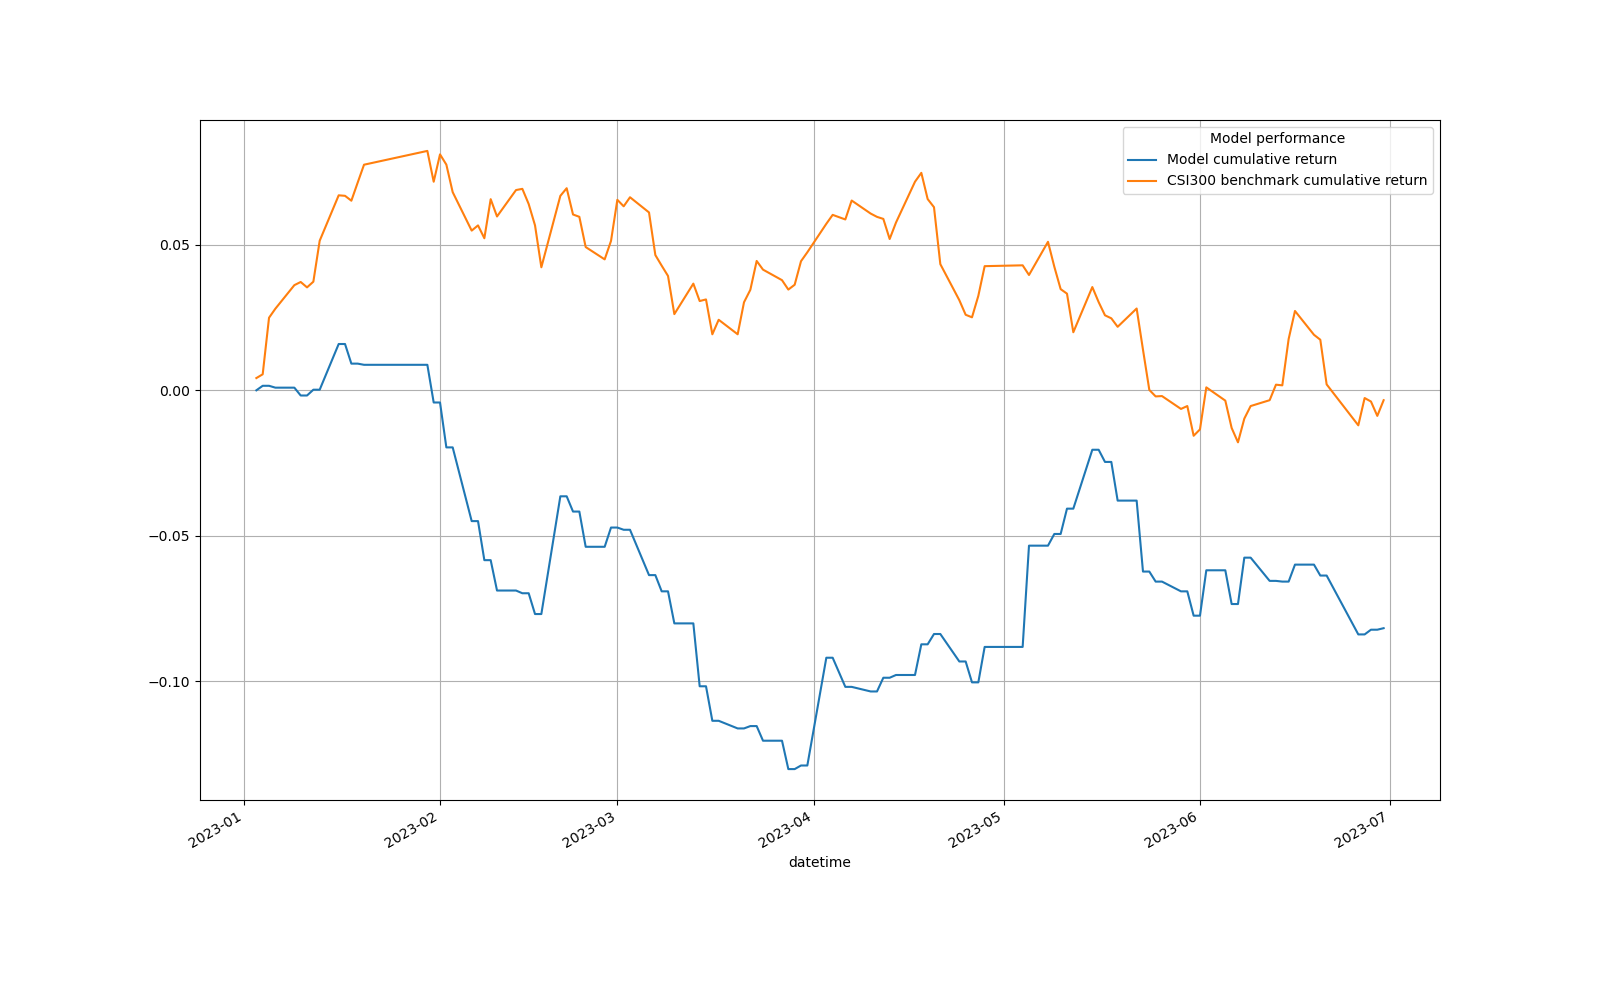 Model performance
Model cumulative return
CSI300 benchmark cumulative return
0.05
0.00
−0.05
−0.10
2023-01
2023-02
2023-03
2023-04
2023-05
2023-06
2023-07
datetime